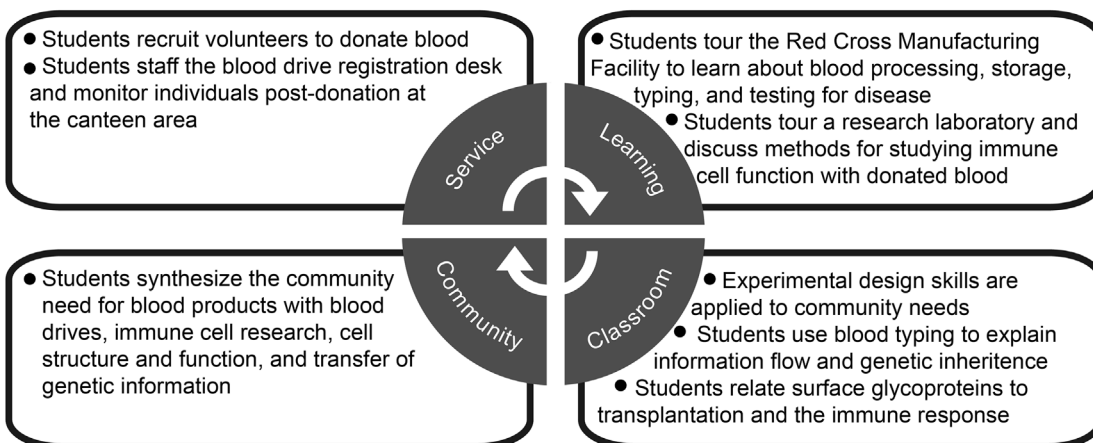 ● Students recruit volunteers to donate blood
● Students staff the blood drive registration desk
and monitor individuals post-donation at
the canteen area
● Students tour the Red Cross Manufacturing
Facility to learn about blood processing, storage,
typing, and testing for disease
● Students tour a research laboratory and
discuss methods for studying immune
cell function with donated blood
Service
Learning
Community
Classroom
● Students synthesize the community
need for blood products with blood
drives, immune cell research, cell
structure and function, and transfer of
genetic information
● Experimental design skills are
applied to community needs
● Students use blood typing to explain
information flow and genetic inheritence
● Students relate surface glycoproteins to
transplantation and the immune response